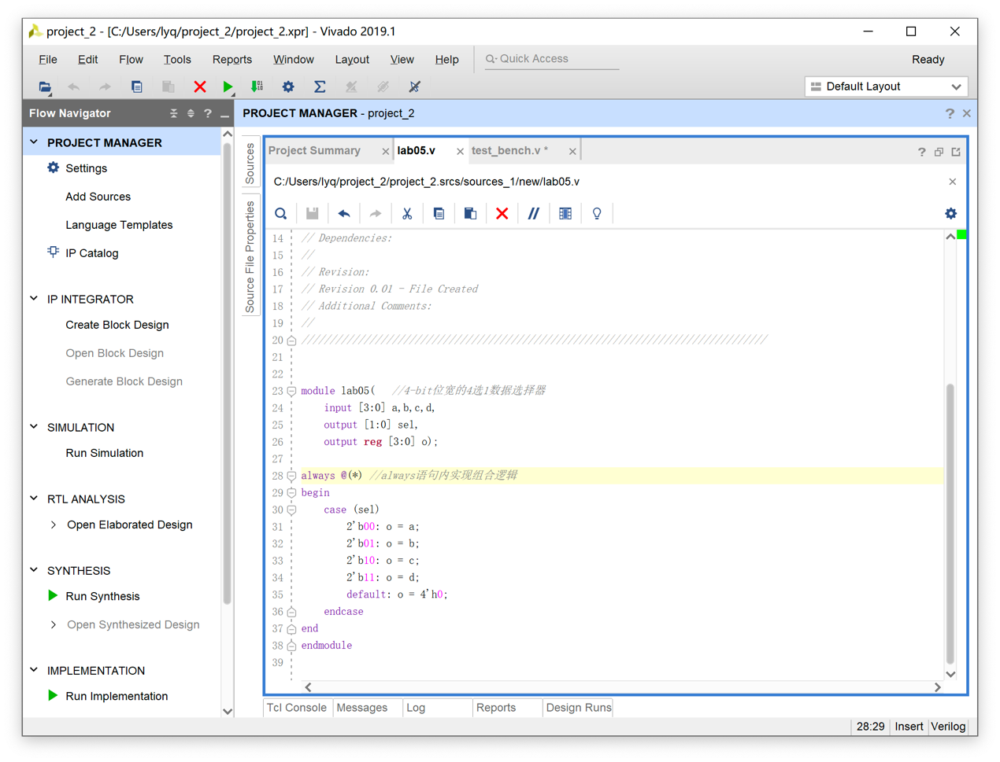 project_2 - [C:/Users/lyq/project_2/project_2.xpr] - Vivado 2019.1
File Edit Flow Tools Reports Window Layout View Help Quick Access Ready
Default Layout
Flow Navigator
PROJECT MANAGER
Settings
Add Sources
Language Templates
IP Catalog
IP INTEGRATOR
Create Block Design
Open Block Design
Generate Block Design
SIMULATION
Run Simulation
RTL ANALYSIS
Open Elaborated Design
SYNTHESIS
Run Synthesis
Open Synthesized Design
IMPLEMENTATION
Run Implementation
PROJECT MANAGER - project_2
Sources
Source File Properties
Project Summary lab05.v test_bench.v *
C:/Users/lyq/project_2/project_2.srcs/sources_1/new/lab05.v
14 // Dependencies:
15 //
16 // Revision:
17 // Revision 0.01 - File Created
18 // Additional Comments:
19 //
20 //////////////////////////////////////////////////////////////////////////////////
21
22
23 module lab05( //4-bit位宽的4选1数据选择器
24 input [3:0] a,b,c,d,
25 output [1:0] sel,
26 output reg [3:0] o);
27
28 always @(*) //always语句内实现组合逻辑
29 begin
30 case (sel)
31 2'b00: o = a;
32 2'b01: o = b;
33 2'b10: o = c;
34 2'b11: o = d;
35 default: o = 4'h0;
36 endcase
37 end
38 endmodule
39
Tcl Console Messages Log Reports Design Runs
28:29 Insert Verilog